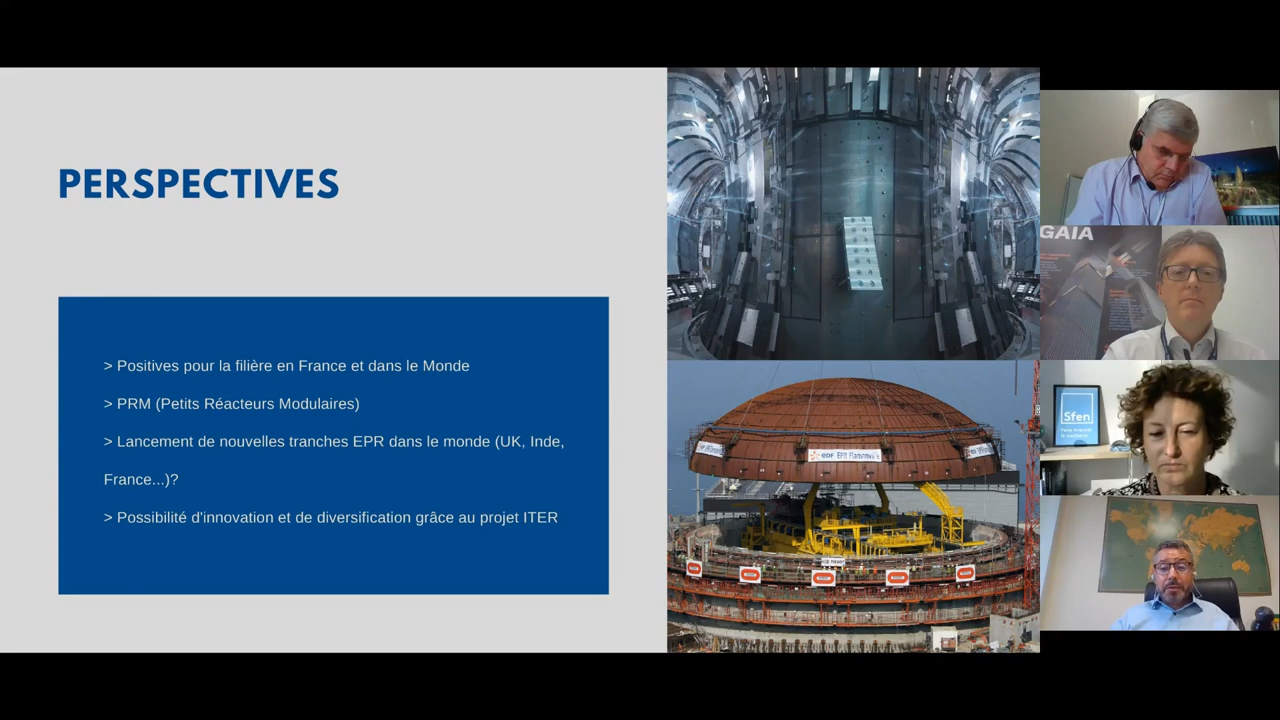 PERSPECTIVES
> Positives pour la filière en France et dans le Monde
> PRM (Petits Réacteurs Modulaires)
> Lancement de nouvelles tranches EPR dans le monde (UK, Inde,
France...)?
> Possibilité d'innovation et de diversification grâce au projet ITER
EDF EPR Flamanville
GAIA
Sfen